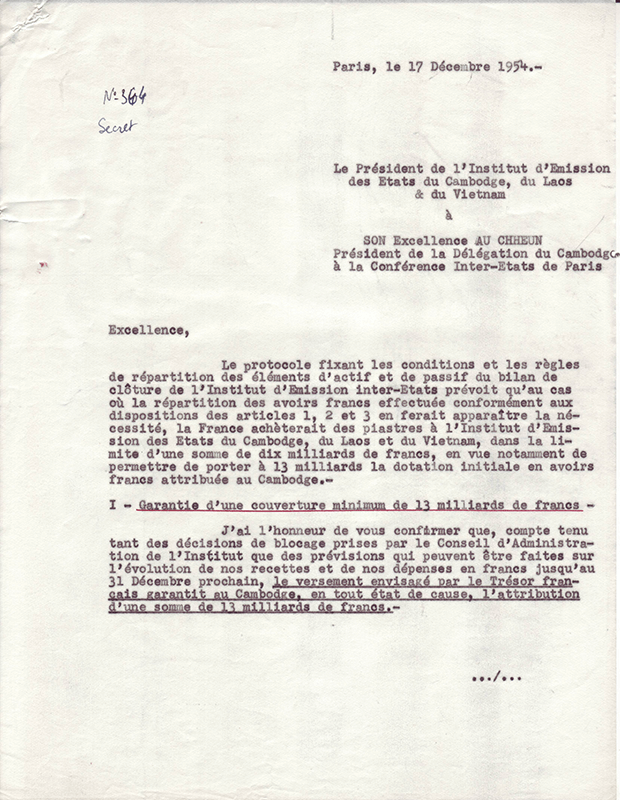 Paris, le 17 Décembre 1954.-
N° 364
Secret
Le Président de l'Institut d'Emission
des Etats du Cambodge, du Laos
& du Vietnam
à
SON Excellence AU CHHEUN
Président de la Délégation du Cambodge
à la Conférence Inter-Etats de Paris
Excellence,
Le protocole fixant les conditions et les règles
de répartition des éléments d'actif et de passif du bilan de
clôture de l'Institut d'Emission inter-Etats prévoit qu'au cas
où la répartition des avoirs francs effectuée conformément aux
dispositions des articles 1, 2 et 3 en ferait apparaître la né-
cessité, la France achèterait des piastres à l'Institut d'Emis-
sion des Etats du Cambodge, du Laos et du Vietnam, dans la li-
mite d'une somme de dix milliards de francs, en vue notamment de
permettre de porter à 13 milliards la dotation initiale en avoirs
francs attribuée au Cambodge.-
I - Garantie d'une couverture minimum de 13 milliards de francs -
J'ai l'honneur de vous confirmer que, compte tenu
tant des décisions de blocage prises par le Conseil d'Administra-
tion de l'Institut que des prévisions qui peuvent être faites sur
l'évolution de nos recettes et de nos dépenses en francs jusqu'au
31 Décembre prochain, le versement envisagé par le Trésor fran-
çais garantit au Cambodge, en tout état de cause, l'attribution
d'une somme de 13 milliards de francs.-
.../...